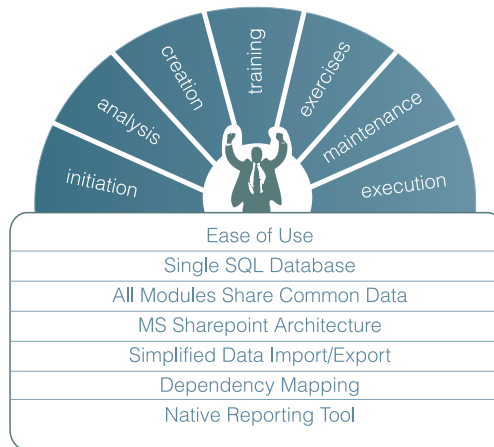 initiation
analysis
creation
training
exercises
maintenance
execution
Ease of Use
Single SQL Database
All Modules Share Common Data
MS Sharepoint Architecture
Simplified Data Import/Export
Dependency Mapping
Native Reporting Tool